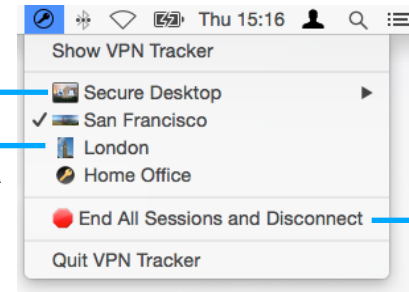 Thu 15:16
Show VPN Tracker
Secure Desktop
San Francisco
London
Home Office
End All Sessions and Disconnect
Quit VPN Tracker